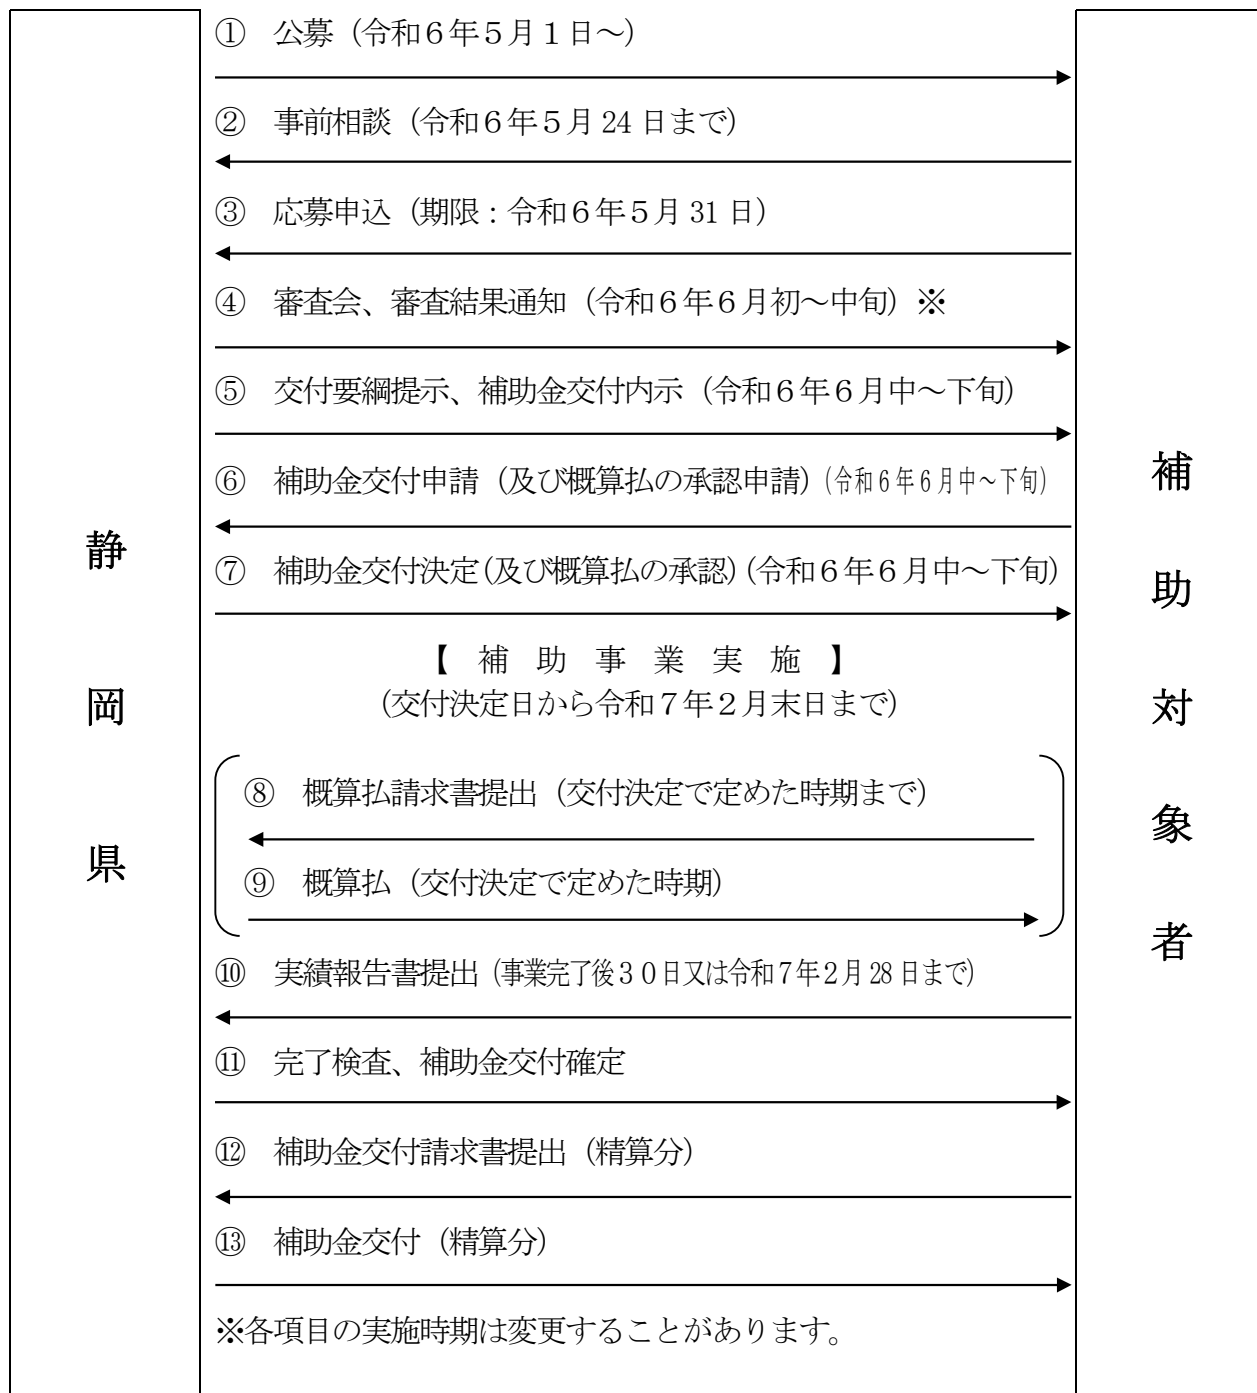 ① 公募（令和６年５月１日～）
② 事前相談（令和６年５月24日まで）
③ 応募申込（期限：令和６年５月31日）
④ 審査会、審査結果通知（令和６年６月初～中旬）※
⑤ 交付要綱提示、補助金交付内示（令和６年６月中～下旬）
⑥ 補助金交付申請（及び概算払の承認申請）（令和６年６月中～下旬）
⑦ 補助金交付決定（及び概算払の承認）（令和６年６月中～下旬）
【 補 助 事 業 実 施 】
（交付決定日から令和７年２月末日まで）
⑧ 概算払請求書提出（交付決定で定めた時期まで）
⑨ 概算払（交付決定で定めた時期）
⑩ 実績報告書提出（事業完了後３０日又は令和７年２月28日まで）
⑪ 完了検査、補助金交付確定
⑫ 補助金交付請求書提出（精算分）
⑬ 補助金交付（精算分）
※各項目の実施時期は変更することがあります。
静岡県
補助対象者